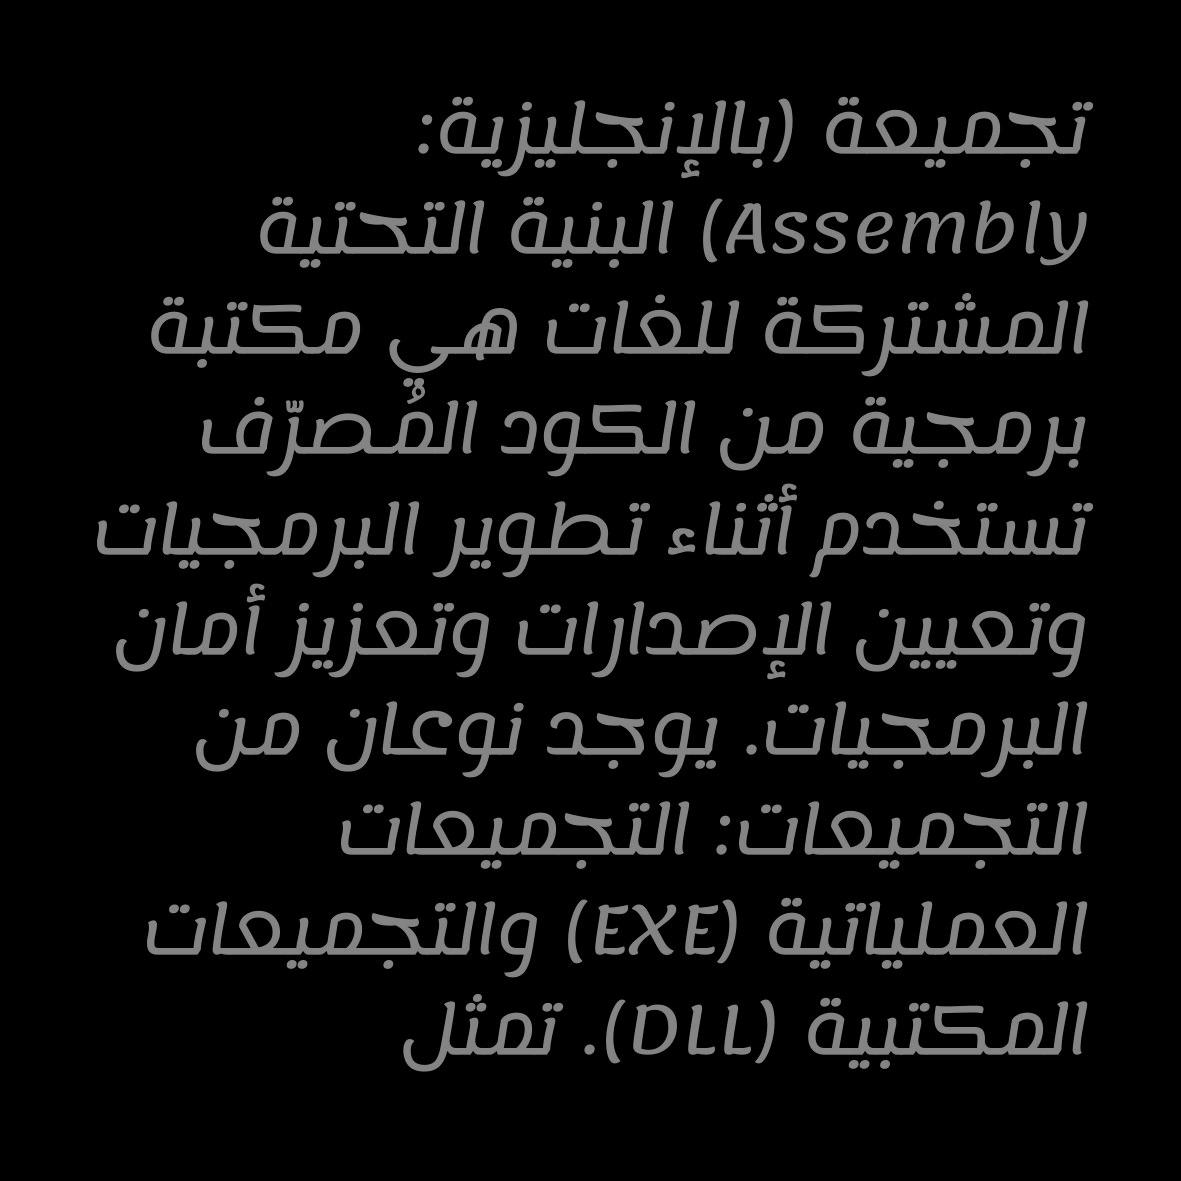 تجميعة (بالإنجليزية:
Assembly) البنية التحتية
المشتركة للغات هي مكتبة
برمجية من الكود المُصرّف
تستخدم أثناء تطوير البرمجيات
وتعيين الإصدارات وتعزيز أمان
البرمجيات. يوجد نوعان من
التجميعات: التجميعات
العملياتية (EXE) والتجميعات
المكتبية (DLL). تمثل